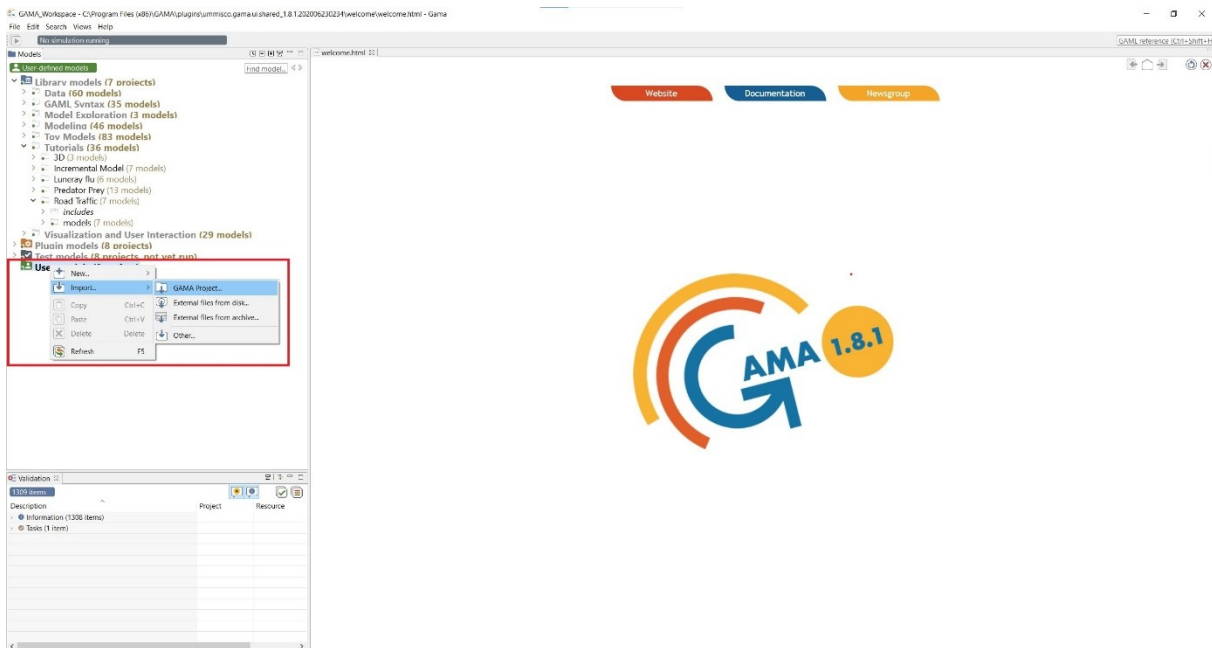 GAMA_Workspace - C:\Program Files (x86)\GAMA\plugins\ummisco.gama.ui.shared_1.8.1.202006230234\welcome\welcome.html - Gama
File Edit Search Views Help
No simulation running
GAML reference (Ctrl+Shift+H
Models
welcome.html
User-defined models
Find model...
Library models (7 projects)
Data (60 models)
GAML Syntax (35 models)
Model Exploration (3 models)
Modeling (46 models)
Toy Models (83 models)
Tutorials (36 models)
3D (3 models)
Incremental Model (7 models)
Luneray flu (6 models)
Predator Prey (13 models)
Road Traffic (7 models)
includes
models (7 models)
Visualization and User Interaction (29 models)
Plugin models (8 projects)
Test models (8 projects, not yet run)
Use
New...
Import...
GAMA Project...
External files from disk...
External files from archive...
Other...
Copy Ctrl+C
Paste Ctrl+V
Delete Delete
Refresh F5
Website
Documentation
Newsgroup
GAMA 1.8.1
Validation
1309 items
Description Project Resource
Information (1308 items)
Tasks (1 item)